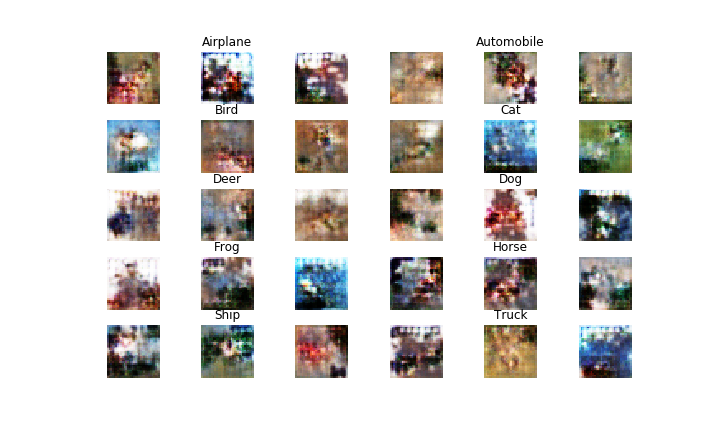 Airplane
Automobile
Bird
Cat
Deer
Dog
Frog
Horse
Ship
Truck